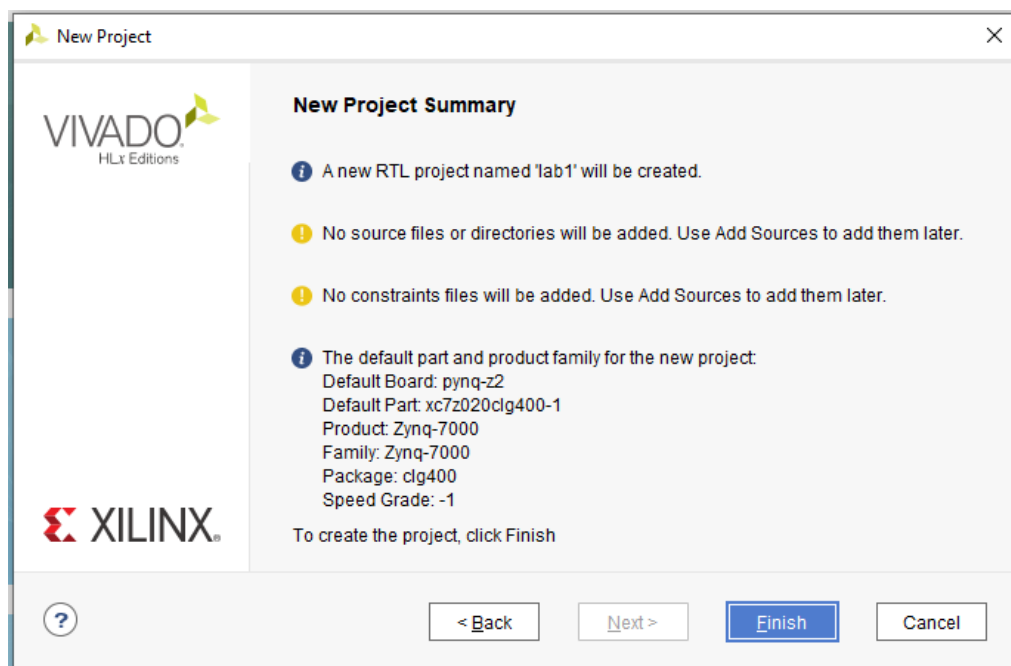 New Project
VIVADO.
HLx Editions
New Project Summary
A new RTL project named 'lab1' will be created.
No source files or directories will be added. Use Add Sources to add them later.
No constraints files will be added. Use Add Sources to add them later.
The default part and product family for the new project:
Default Board: pynq-z2
Default Part: xc7z020clg400-1
Product: Zynq-7000
Family: Zynq-7000
Package: clg400
Speed Grade: -1
XILINX.
To create the project, click Finish
?
< Back
Next >
Finish
Cancel